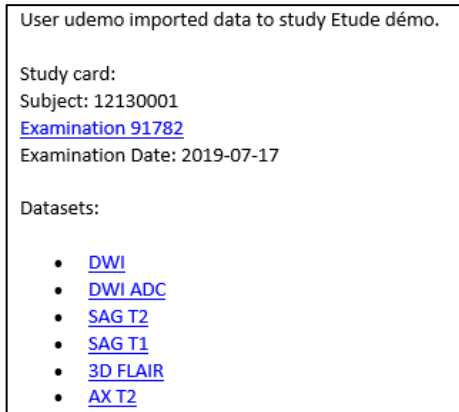 User udemo imported data to study Etude démo.
Study card:
Subject: 12130001
Examination 91782
Examination Date: 2019-07-17
Datasets:
• DWI
• DWI ADC
• SAG T2
• SAG T1
• 3D FLAIR
• AX T2